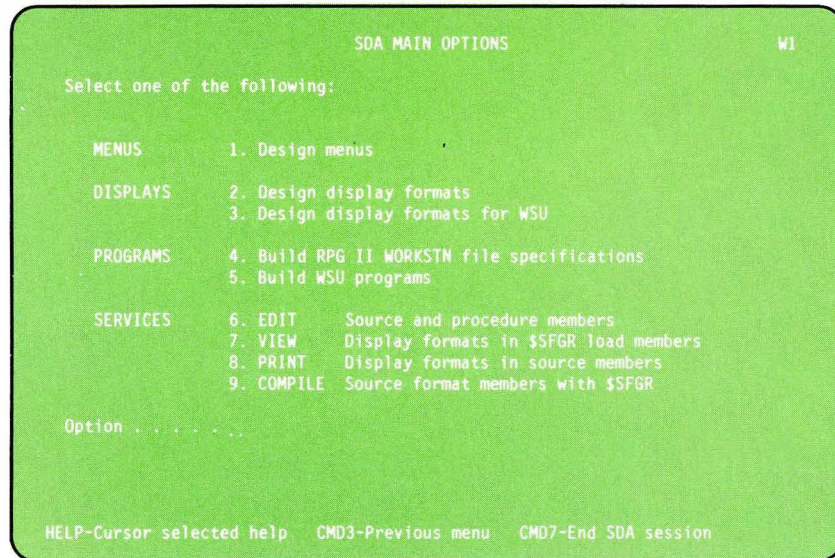 SDA MAIN OPTIONS W1
Select one of the following:
MENUS 1. Design menus
DISPLAYS 2. Design display formats
3. Design display formats for WSU
PROGRAMS 4. Build RPG II WORKSTN file specifications
5. Build WSU programs
SERVICES 6. EDIT Source and procedure members
7. VIEW Display formats in $SFGR load members
8. PRINT Display formats in source members
9. COMPILE Source format members with $SFGR
Option . . . . . ..
HELP-Cursor selected help CMD3-Previous menu CMD7-End SDA session